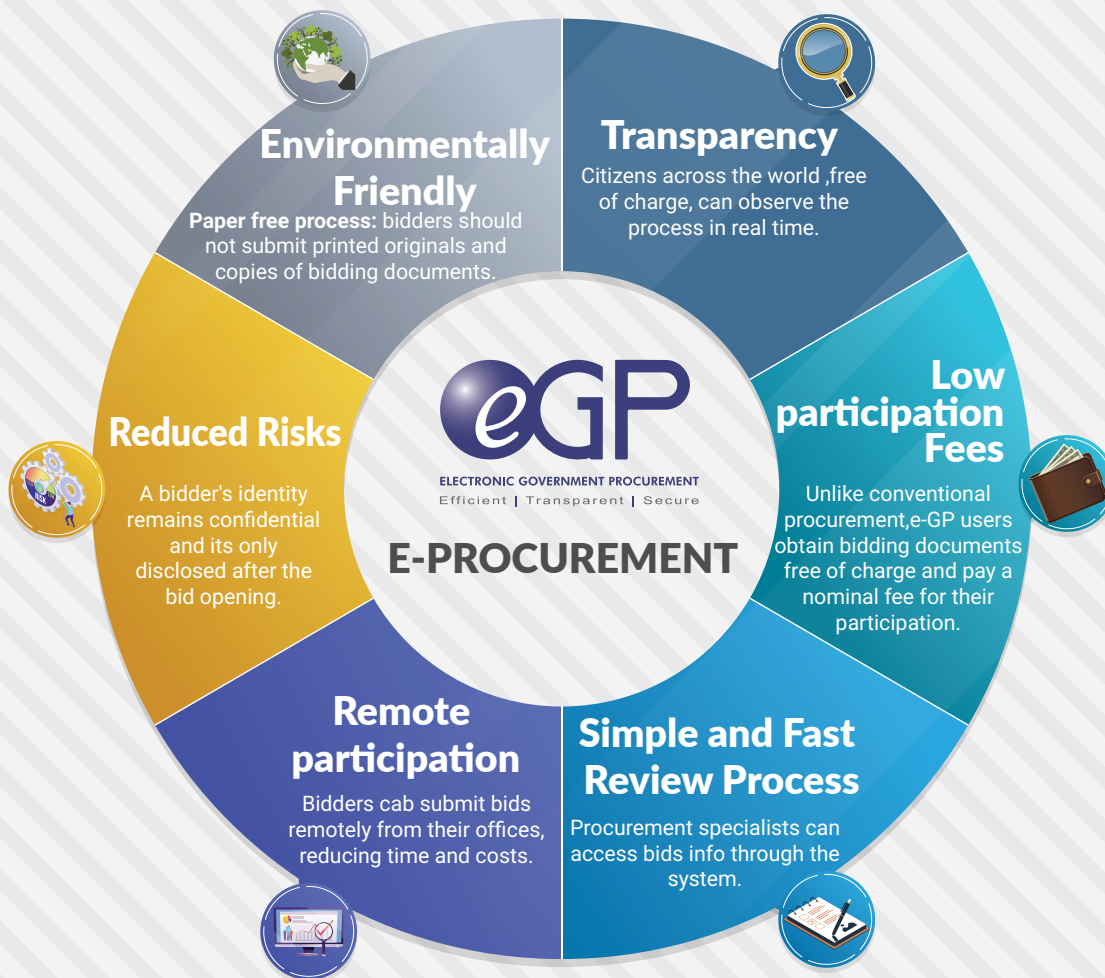 Environmentally
Friendly
Paper free process: bidders should
not submit printed originals and
copies of bidding documents.
Transparency
Citizens across the world ,free
of charge, can observe the
process in real time.
Low
participation
Fees
Unlike conventional
procurement,e-GP users
obtain bidding documents
free of charge and pay a
nominal fee for their
participation.
Simple and Fast
Review Process
Procurement specialists can
access bids info through the
system.
Remote
participation
Bidders cab submit bids
remotely from their offices,
reducing time and costs.
Reduced Risks
A bidder's identity
remains confidential
and its only
disclosed after the
bid opening.
RISK
eGP
ELECTRONIC GOVERNMENT PROCUREMENT
Efficient | Transparent | Secure
E-PROCUREMENT